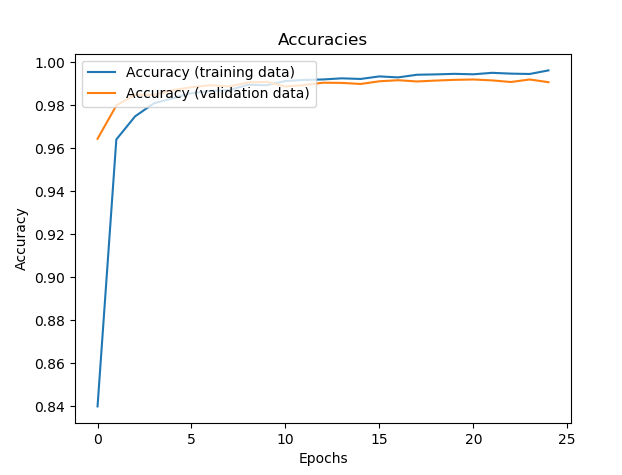 Accuracies
1.00
0.98
0.96
0.94
0.92
0.90
0.88
0.86
0.84
Accuracy
Accuracy (training data)
Accuracy (validation data)
0 5 10 15 20 25
Epochs